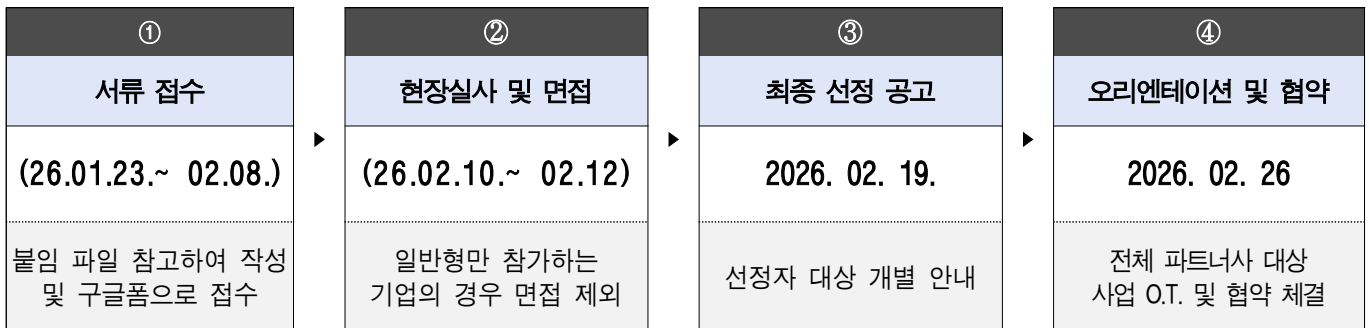 ①
서류 접수
(26.01.23.~ 02.08.)
붙임 파일 참고하여 작성
및 구글폼으로 접수
▶
②
현장실사 및 면접
(26.02.10.~ 02.12)
일반형만 참가하는
기업의 경우 면접 제외
▶
③
최종 선정 공고
2026. 02. 19.
선정자 대상 개별 안내
▶
④
오리엔테이션 및 협약
2026. 02. 26
전체 파트너사 대상
사업 O.T. 및 협약 체결